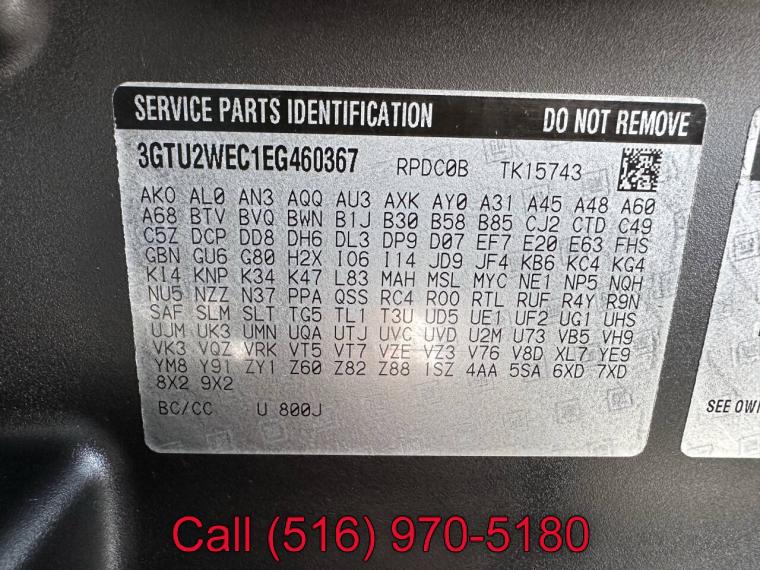 SERVICE PARTS IDENTIFICATION DO NOT REMOVE
3GTU2WEC1EG460367 RPDC0B TK15743
AKO AL0 AN3 AQQ AU3 AXK AY0 A31 A45 A48 A60
A68 BTV BVQ BWN B1J B30 B58 B85 CJ2 CTD C49
C5Z DCP DD8 DH6 DL3 DP9 D07 EF7 E20 E63 FHS
GBN GU6 G80 H2X IO6 I14 JD9 JF4 KB6 KC4 KG4
KI4 KNP K34 K47 L83 MAH MSL MYC NE1 NP5 NQH
NU5 NZZ N37 PPA QSS RC4 ROO RTL RUF R4Y R9N
SAF SLM SLT TG5 TL1 T3U UD5 UE1 UF2 UG1 UHS
UJM UK3 UMN UQA UTJ UVC UVD U2M U73 VB5 VH9
VK3 VQZ VRK VT5 VT7 VZE VZ3 V76 V8D XL7 YE9
YM8 Y91 ZY1 Z60 Z82 Z88 1SZ 4AA 5SA 6XD 7XD
8X2 9X2
BC/CC U 800J
SEE OWN
Call (516) 970-5180